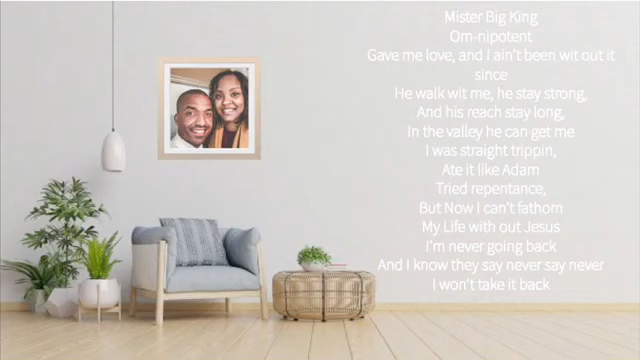 Mister Big King
Om-nipotent
Gave me love, and I ain't been wit out it
since
He walk wit me, he stay strong,
And his reach stay long,
In the valley he can get me
I was straight trippin,
Ate it like Adam
Tried repentance,
But Now I can't fathom
My Life with out Jesus
I'm never going back
And I know they say never say never
I won't take it back